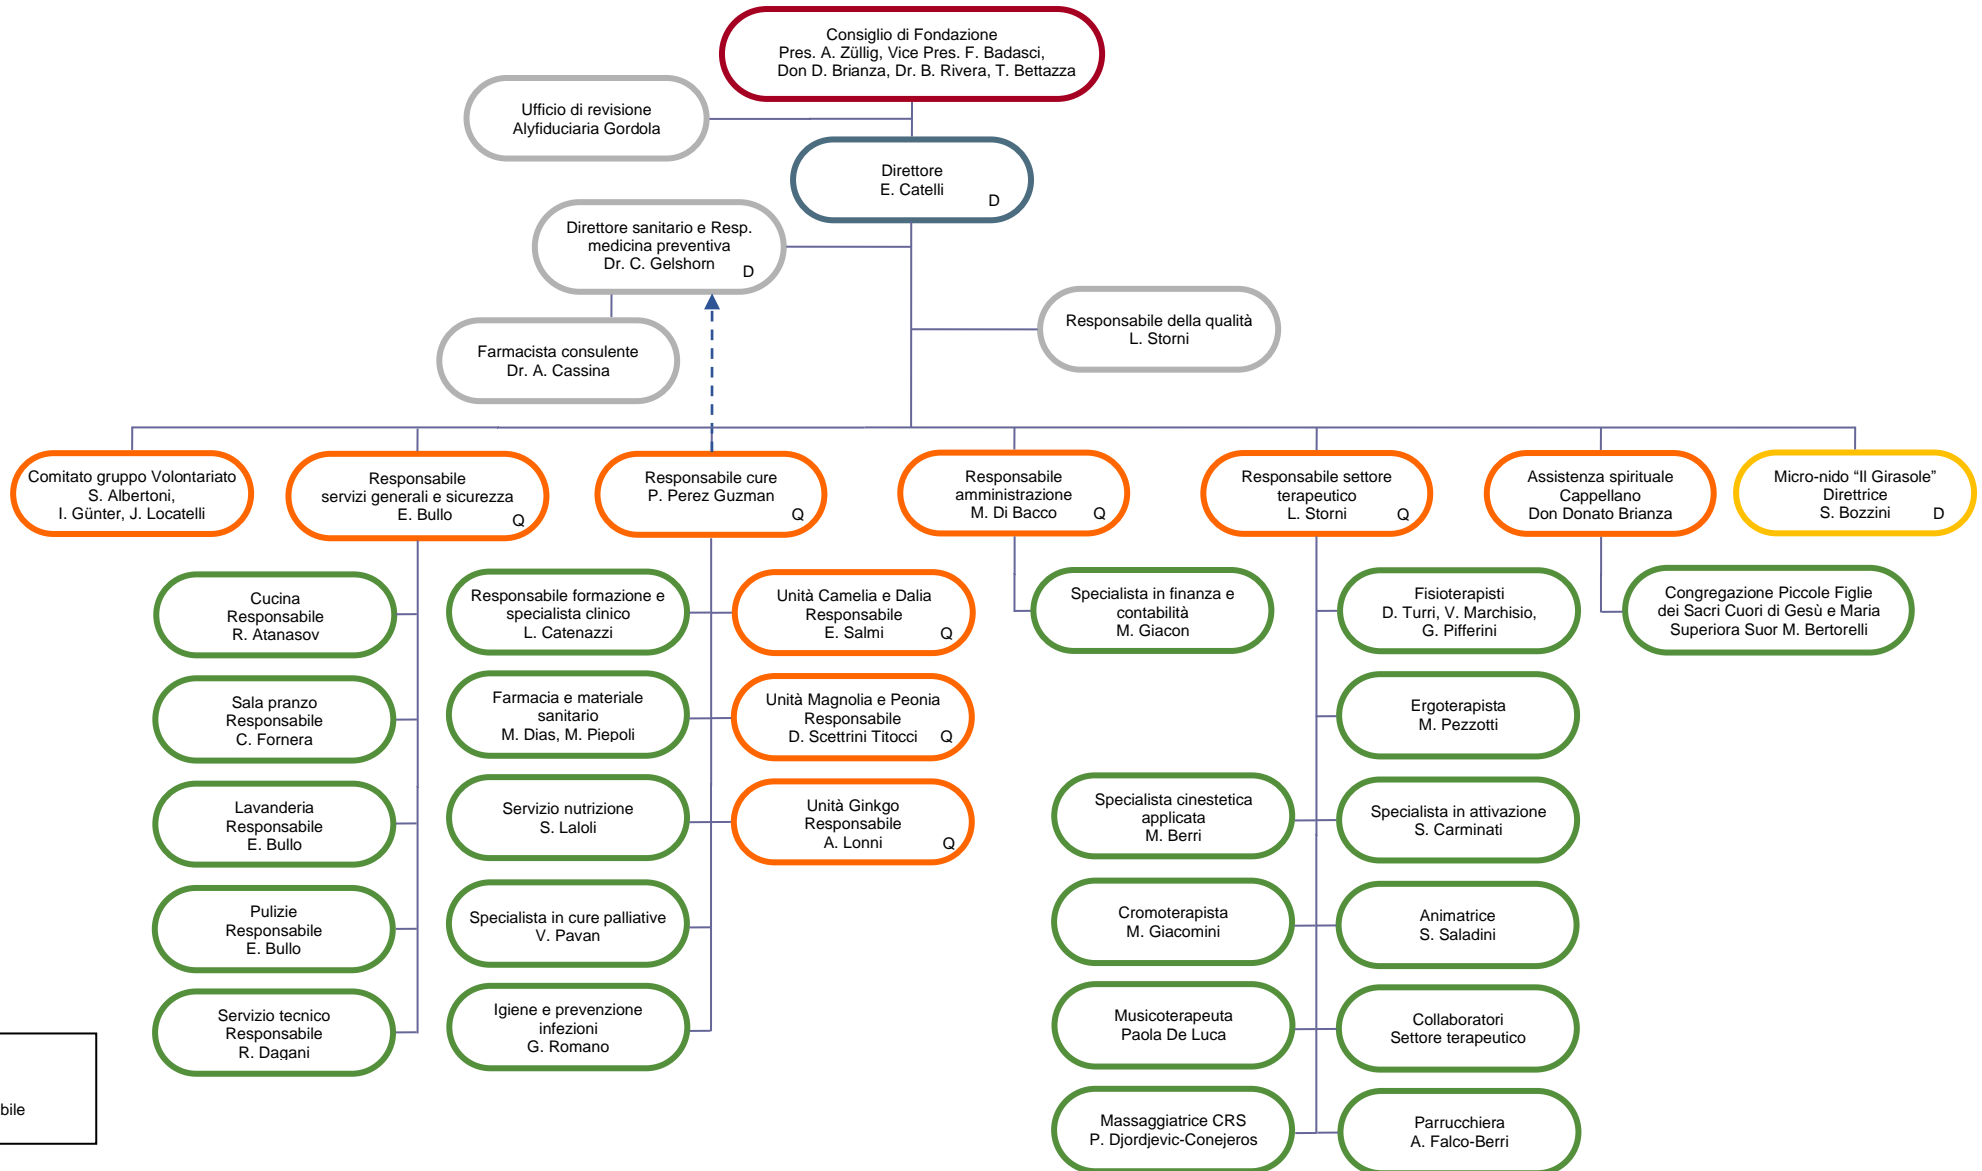 Consiglio di Fondazione
Pres. A. Züllig, Vice Pres. F. Badasci,
Don D. Brianza, Dr. B. Rivera, T. Bettazza
Ufficio di revisione
Alyfiduciaria Gordola
Direttore
E. Catelli
D
Direttore sanitario e Resp.
medicina preventiva
Dr. C. Gelshorn
D
Responsabile della qualità
L. Storni
Farmacista consulente
Dr. A. Cassina
Comitato gruppo Volontariato
S. Albertoni,
I. Günter, J. Locatelli
Responsabile
servizi generali e sicurezza
E. Bullo
Q
Responsabile cure
P. Perez Guzman
Q
Responsabile
amministrazione
M. Di Bacco
Q
Responsabile settore
terapeutico
L. Storni
Q
Assistenza spirituale
Cappellano
Don Donato Brianza
Micro-nido “Il Girasole”
Direttrice
S. Bozzini
D
Cucina
Responsabile
R. Atanasov
Sala pranzo
Responsabile
C. Fornera
Lavanderia
Responsabile
E. Bullo
Pulizie
Responsabile
E. Bullo
Servizio tecnico
Responsabile
R. Dagani
Responsabile formazione e
specialista clinico
L. Catenazzi
Farmacia e materiale
sanitario
M. Dias, M. Piepoli
Servizio nutrizione
S. Laloli
Specialista in cure palliative
V. Pavan
Igiene e prevenzione
infezioni
G. Romano
Unità Camelia e Dalia
Responsabile
E. Salmi
Q
Unità Magnolia e Peonia
Responsabile
D. Scettrini Titocci
Q
Unità Ginkgo
Responsabile
A. Lonni
Q
Specialista in finanza e
contabilità
M. Giacon
Fisioterapisti
D. Turri, V. Marchisio,
G. Pifferini
Ergoterapista
M. Pezzotti
Specialista cinestetica
applicata
M. Berri
Specialista in attivazione
S. Carminati
Cromoterapista
M. Giacomini
Animatrice
S. Saladini
Musicoterapeuta
Paola De Luca
Collaboratori
Settore terapeutico
Massaggiatrice CRS
P. Djordjevic-Conejeros
Parrucchiera
A. Falco-Berri
Congregazione Piccole Figlie
dei Sacri Cuori di Gesù e Maria
Superiora Suor M. Bertorelli
bile